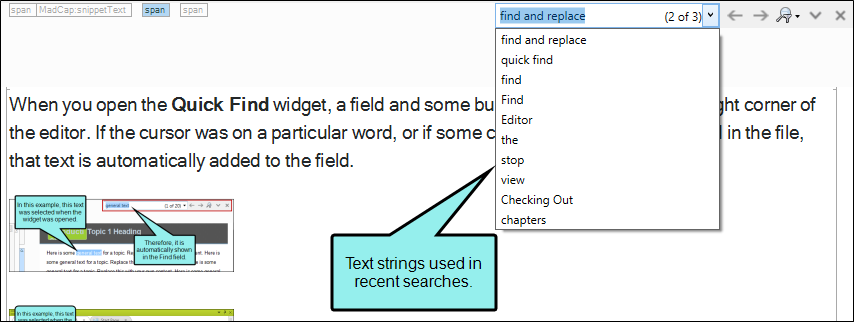 span MadCap:snippetText span span
find and replace (2 of 3)
find and replace
quick find
find
Find
Editor
the
stop
view
Checking Out
chapters
When you open the Quick Find widget, a field and some bu ght corner of
the editor. If the cursor was on a particular word, or if some c d in the file,
that text is automatically added to the field.
Text strings used in
recent searches.
In this example, this text
was selected when the
widget was opened.
general text (1 of 20)
Topic 1 Heading
Therefore, it is
automatically shown
in the Find field.
Here is some general text for a topic. Replace this
is some general text for a topic. Replace this with your own content. Here is some
general text for a topic. Replace this with your own content. Here is some general
In this example, this text
was selected when the